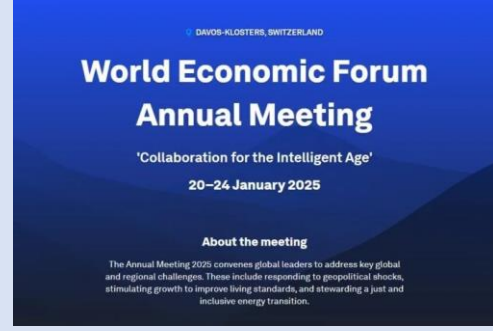 DAVOS-KLOSTERS, SWITZERLAND
World Economic Forum
Annual Meeting
'Collaboration for the Intelligent Age'
20–24 January 2025
About the meeting
The Annual Meeting 2025 convenes global leaders to address key global
and regional challenges. These include responding to geopolitical shocks,
stimulating growth to improve living standards, and stewarding a just and
inclusive energy transition.